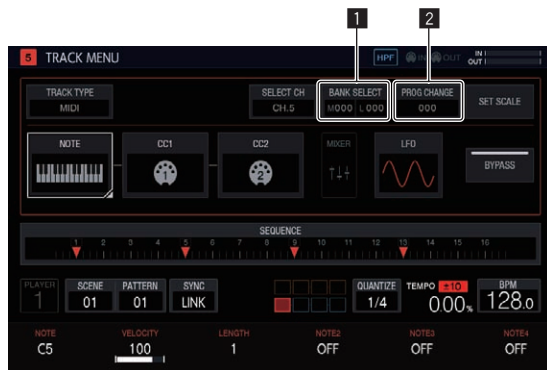 1 2
5 TRACK MENU HPF IN OUT IN OUT
TRACK TYPE SELECT CH BANK SELECT PROG CHANGE SET SCALE
MIDI CH.5 M000 L000 000
NOTE CC1 CC2 MIXER LFO
1 2
BYPASS
SEQUENCE
1 2 3 4 5 6 7 8 9 10 11 12 13 14 15 16
PLAYER SCENE PATTERN SYNC QUANTIZE TEMPO ±10 BPM
1 01 01 LINK 1/4 0.00% 128.0
NOTE VELOCITY LENGTH NOTE2 NOTE3 NOTE4
C5 100 1 OFF OFF OFF